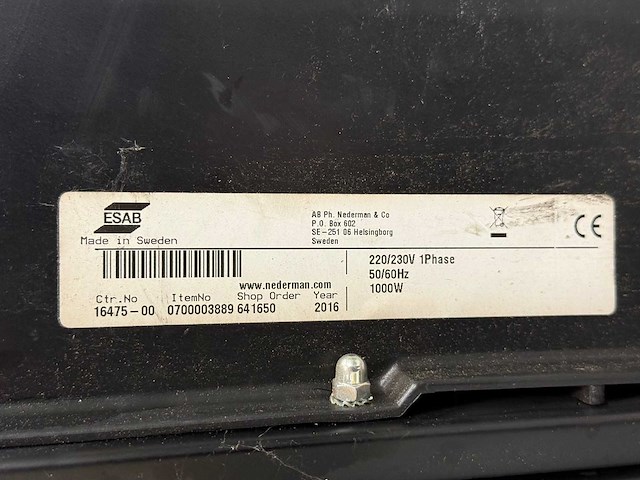 ESAB
Made in Sweden
AB Ph. Nederman & Co
P.O. Box 602
SE-251 06 Helsingborg
Sweden
CE
www.nederman.com
Ctr.No ItemNo Shop Order Year
16475-00 0700003889 641650 2016
220/230V 1Phase
50/60Hz
1000W